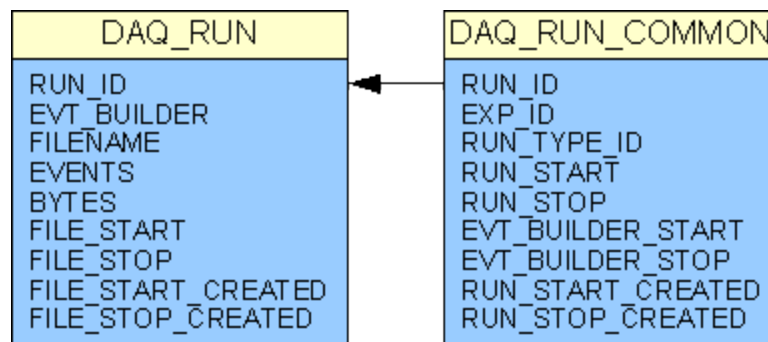 DAQ_RUN
RUN_ID
EVT_BUILDER
FILENAME
EVENTS
BYTES
FILE_START
FILE_STOP
FILE_START_CREATED
FILE_STOP_CREATED
DAQ_RUN_COMMON
RUN_ID
EXP_ID
RUN_TYPE_ID
RUN_START
RUN_STOP
EVT_BUILDER_START
EVT_BUILDER_STOP
RUN_START_CREATED
RUN_STOP_CREATED